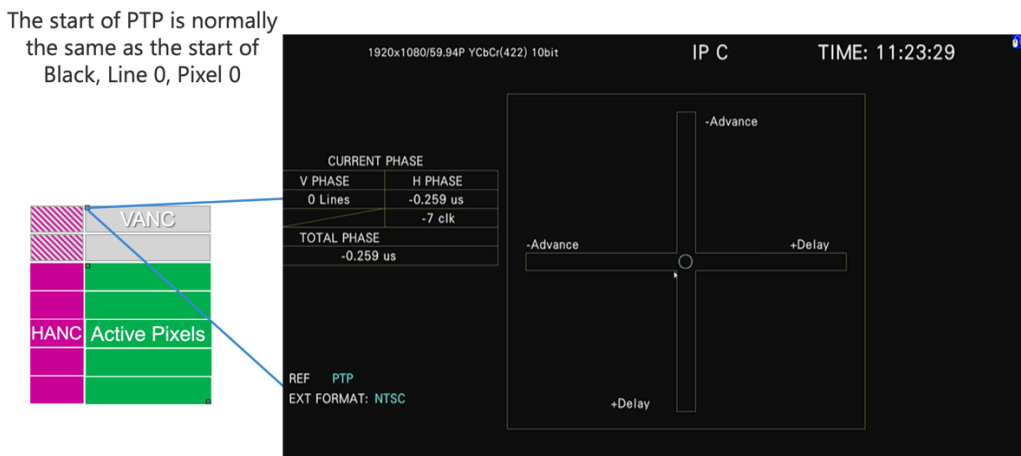 The start of PTP is normally
the same as the start of
Black, Line 0, Pixel 0
1920x1080/59.94P YCbCr(422) 10bit
IP C
TIME: 11:23:29
-Advance
CURRENT PHASE
V PHASE
H PHASE
0 Lines
-0.259 us
-7 clk
TOTAL PHASE
-0.259 us
-Advance
+Delay
VANC
HANC
Active Pixels
REF PTP
EXT FORMAT: NTSC
+Delay